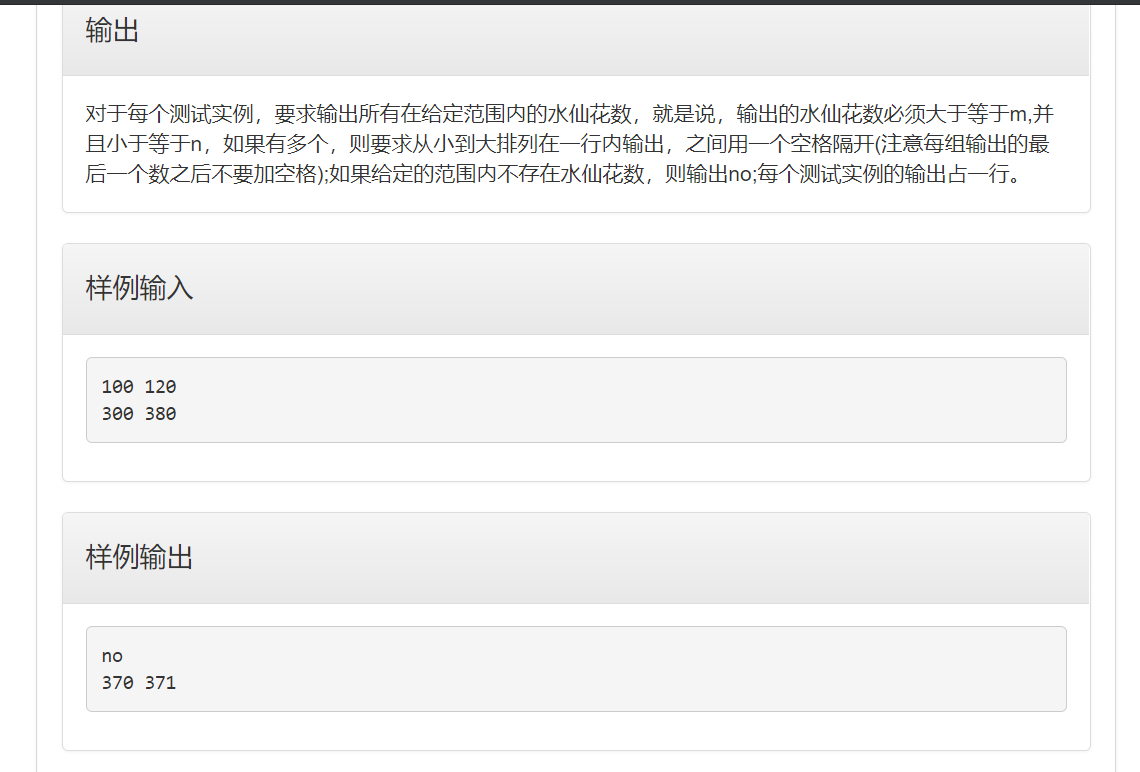 输出
对于每个测试实例，要求输出所有在给定范围内的水仙花数，就是说，输出的水仙花数必须大于等于m,并
且小于等于n，如果有多个，则要求从小到大排列在一行内输出，之间用一个空格隔开(注意每组输出的最
后一个数之后不要加空格);如果给定的范围内不存在水仙花数，则输出no;每个测试实例的输出占一行。
样例输入
100 120
300 380
样例输出
no
370 371